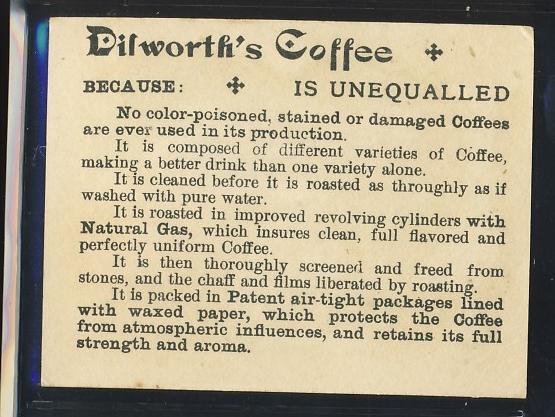 Dilworth's Coffee ✣
BECAUSE: ✣ IS UNEQUALLED
No color-poisoned, stained or damaged Coffees
are ever used in its production.
It is composed of different varieties of Coffee,
making a better drink than one variety alone.
It is cleaned before it is roasted as throughly as if
washed with pure water.
It is roasted in improved revolving cylinders with
Natural Gas, which insures clean, full flavored and
perfectly uniform Coffee.
It is then thoroughly screened and freed from
stones, and the chaff and films liberated by roasting.
It is packed in Patent air-tight packages lined
with waxed paper, which protects the Coffee
from atmospheric influences, and retains its full
strength and aroma.